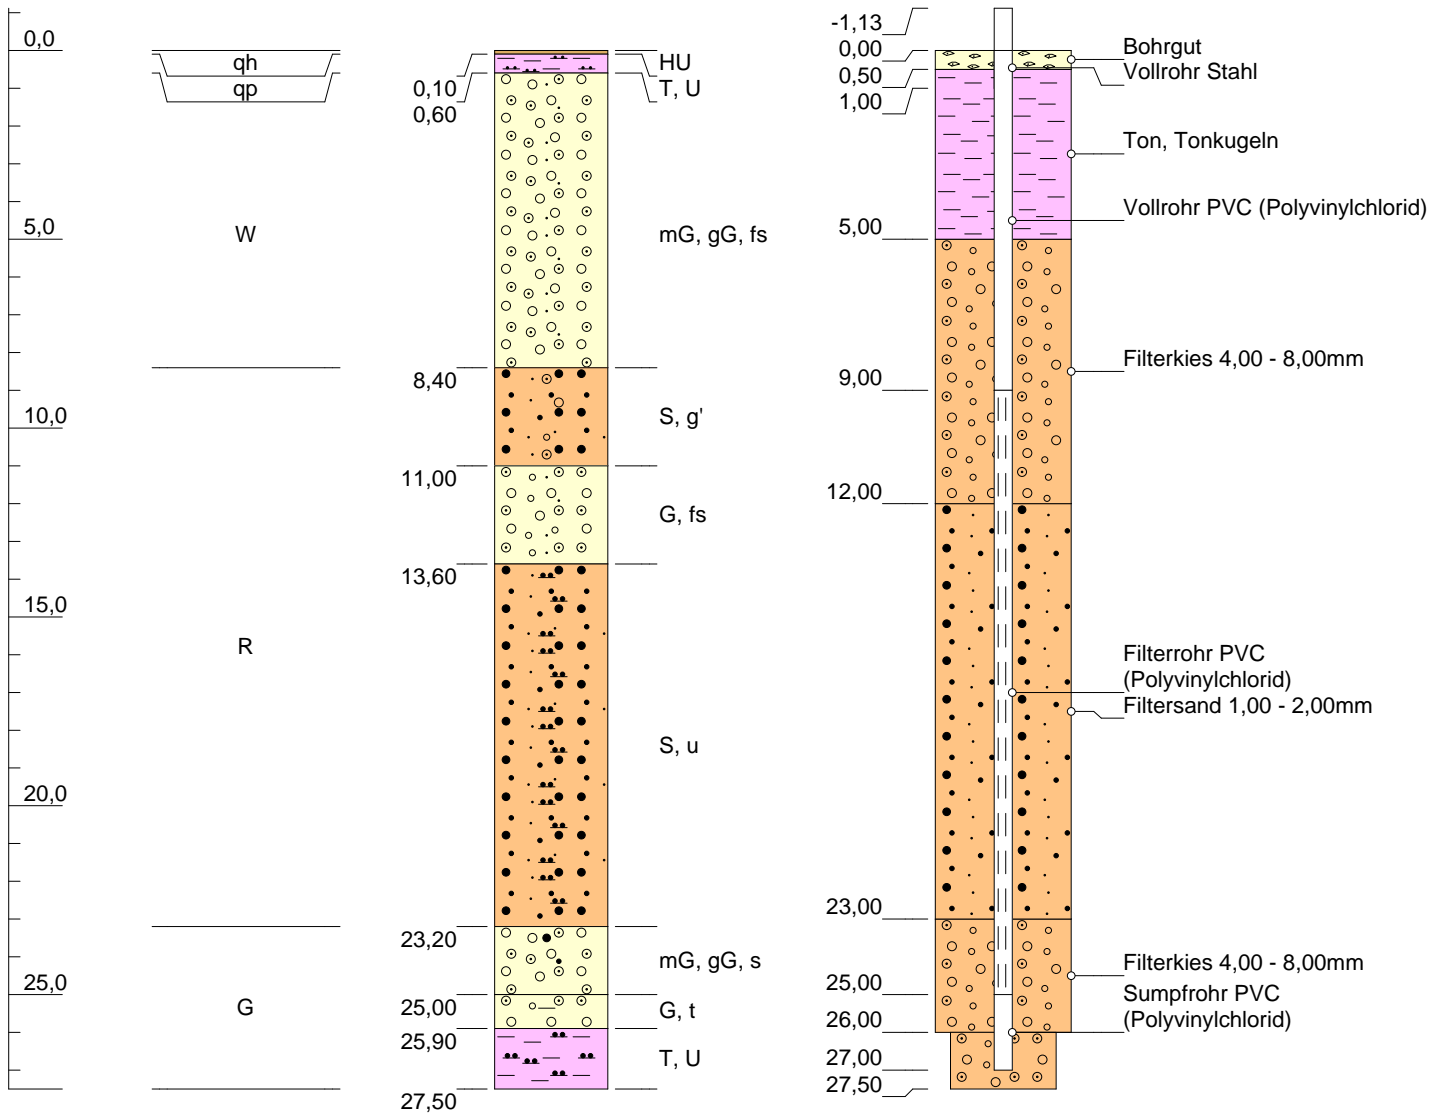 0,0
5,0
10,0
15,0
20,0
25,0
qh
qp
W
R
G
0,10
0,60
8,40
11,00
13,60
23,20
25,00
25,90
27,50
HU
T, U
mG, gG, fs
S, g'
G, fs
S, u
mG, gG, s
G, t
T, U
-1,13
0,00
0,50
1,00
5,00
9,00
12,00
23,00
25,00
26,00
27,00
27,50
Bohrgut
Vollrohr Stahl
Ton, Tonkugeln
Vollrohr PVC (Polyvinylchlorid)
Filterkies 4,00 - 8,00mm
Filterrohr PVC
(Polyvinylchlorid)
Filtersand 1,00 - 2,00mm
Filterkies 4,00 - 8,00mm
Sumpfrohr PVC
(Polyvinylchlorid)